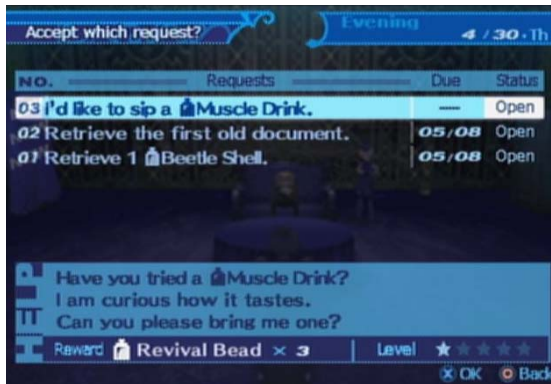 Accept which request?
Evening
4/30·Th
NO. Requests Due Status
03 I'd like to sip a Muscle Drink. — Open
02 Retrieve the first old document. 05/08 Open
01 Retrieve 1 Beetle Shell. 05/08 Open
HELP
Have you tried a Muscle Drink?
I am curious how it tastes.
Can you please bring me one?
Reward Revival Bead × 3 Level ★★★★★
OK Back